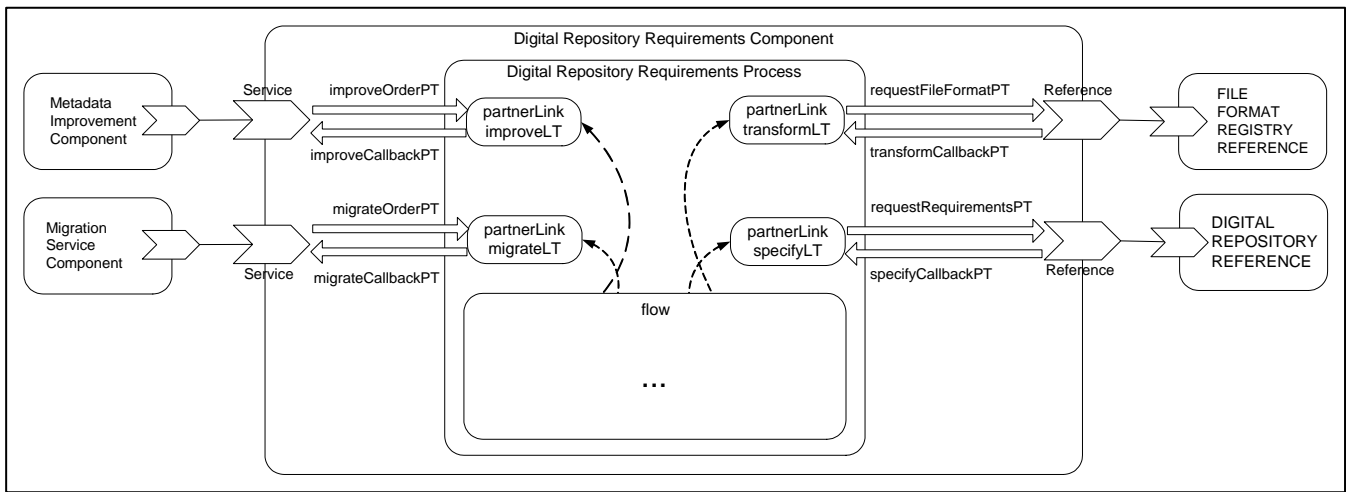 Digital Repository Requirements Component
Digital Repository Requirements Process
Metadata
Improvement
Component
Service
improveOrderPT
improveCallbackPT
partnerLink
improveLT
partnerLink
transformLT
requestFileFormatPT
transformCallbackPT
Reference
FILE
FORMAT
REGISTRY
REFERENCE
Migration
Service
Component
Service
migrateOrderPT
migrateCallbackPT
partnerLink
migrateLT
partnerLink
specifyLT
requestRequirementsPT
specifyCallbackPT
Reference
DIGITAL
REPOSITORY
REFERENCE
flow
...